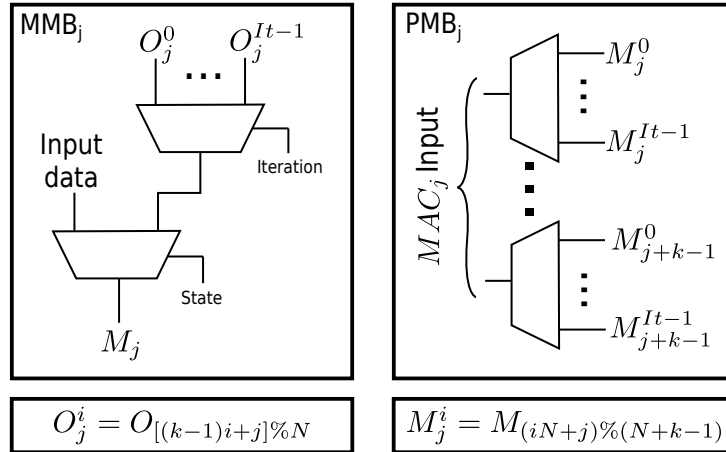 MMB_j
O_j^0 ... O_j^{It-1}
Iteration
Input
data
State
M_j
O_j^i = O_{[(k-1)i+j]%N}
PMB_j
MAC_j Input
M_j^0
M_j^{It-1}
M_{j+k-1}^0
M_{j+k-1}^{It-1}
M_j^i = M_{(iN+j)%(N+k-1)}